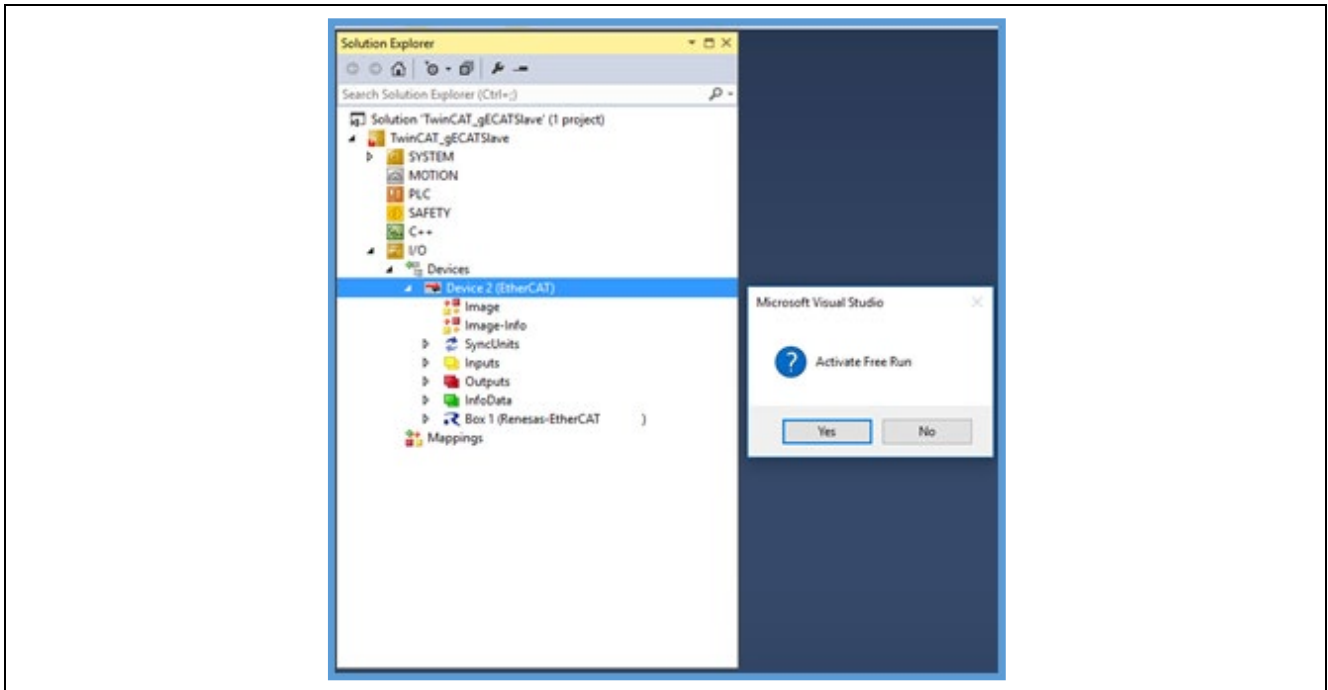 Solution Explorer
Search Solution Explorer (Ctrl+;)
Solution 'TwinCAT_gECATSlave' (1 project)
TwinCAT_gECATSlave
SYSTEM
MOTION
PLC
SAFETY
C++
I/O
Devices
Device 2 (EtherCAT)
Image
Image-Info
SyncUnits
Inputs
Outputs
InfoData
Box 1 (Renesas-EtherCAT )
Mappings
Microsoft Visual Studio
Activate Free Run
Yes No